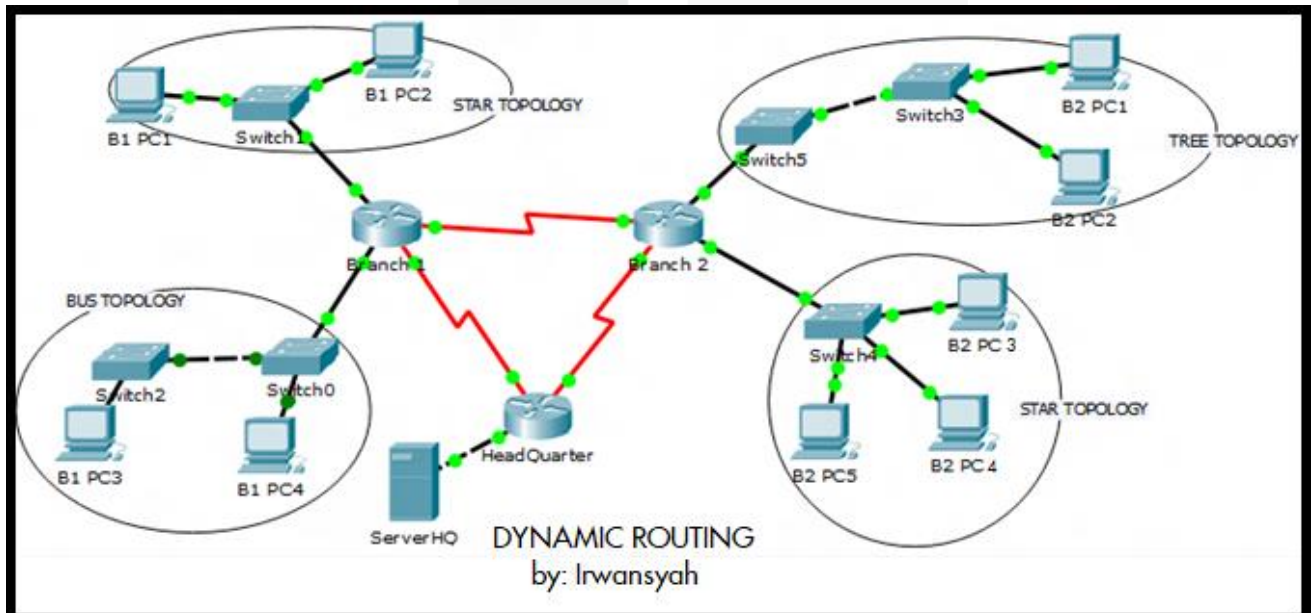 B1 PC2
B1 PC1
STAR TOPOLOGY
Switch1
B2 PC1
Switch3
Switch5
TREE TOPOLOGY
B2 PC2
Branch 1
Branch 2
BUS TOPOLOGY
Switch2
Switch0
B1 PC3
B1 PC4
HeadQuarter
ServerHQ
B2 PC3
Switch4
STAR TOPOLOGY
B2 PC5
B2 PC4
DYNAMIC ROUTING
by: Irwansyah